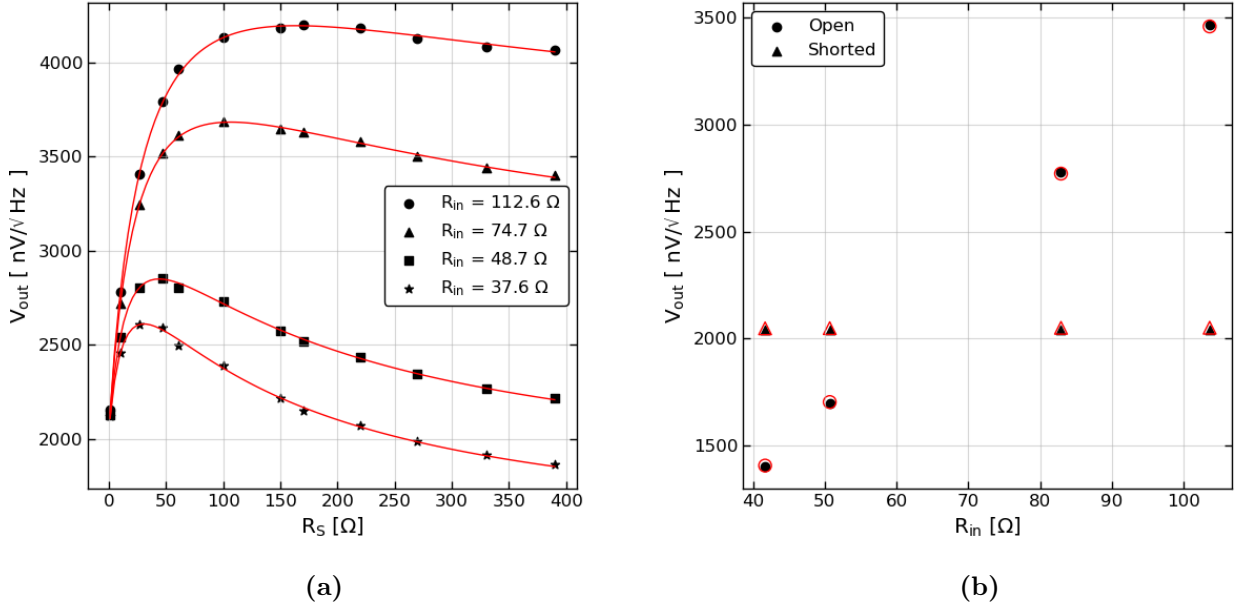 V_out [ nV/√ Hz ]
4000
3500
3000
2500
2000
R_in = 112.6 Ω
R_in = 74.7 Ω
R_in = 48.7 Ω
R_in = 37.6 Ω
0 50 100 150 200 250 300 350 400
R_S [Ω]
(a)
V_out [ nV/√ Hz ]
3500
3000
2500
2000
1500
Open
Shorted
40 50 60 70 80 90 100
R_in [Ω]
(b)